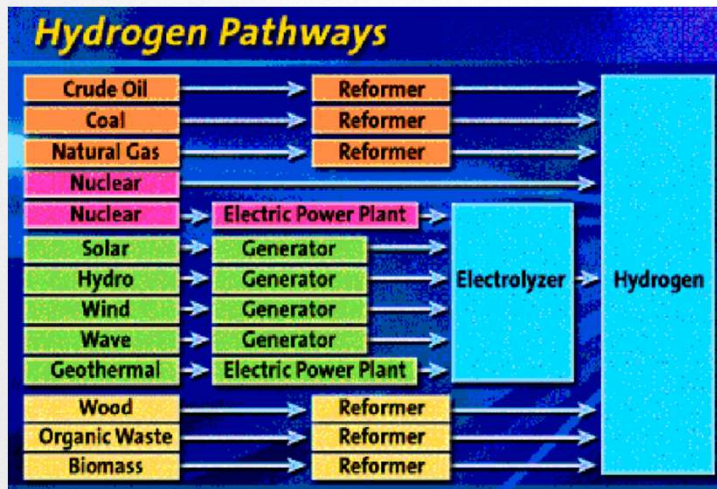 Hydrogen Pathways
Crude Oil Reformer
Coal Reformer
Natural Gas Reformer
Nuclear
Nuclear Electric Power Plant
Solar Generator
Hydro Generator Electrolyzer Hydrogen
Wind Generator
Wave Generator
Geothermal Electric Power Plant
Wood Reformer
Organic Waste Reformer
Biomass Reformer